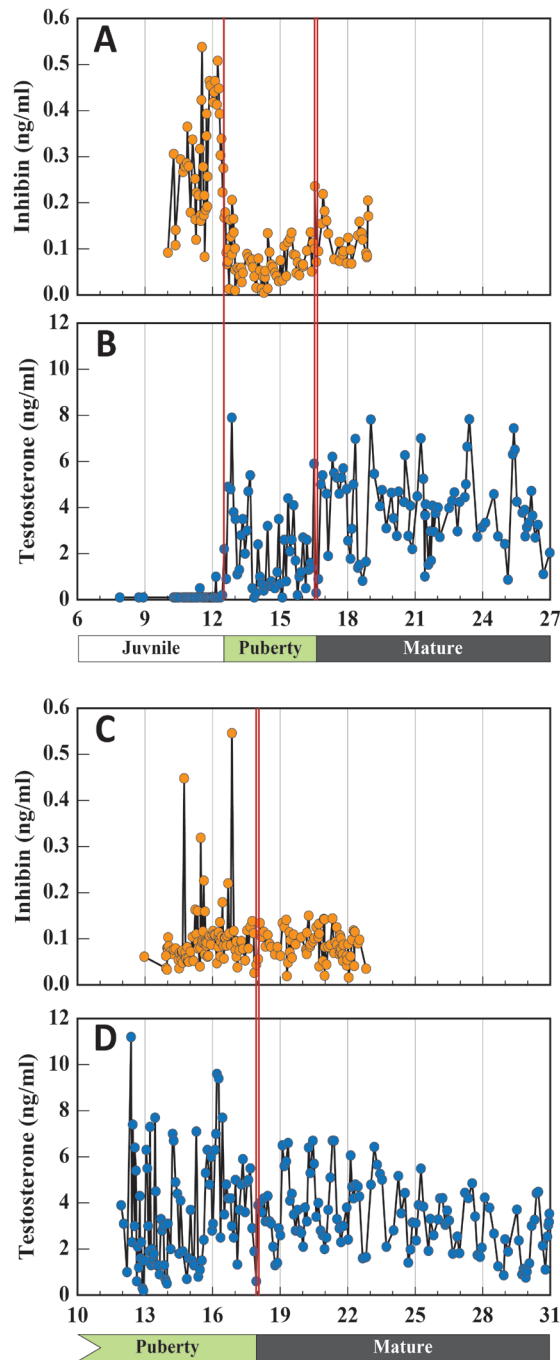 A
Inhibin (ng/ml)
0.6
0.5
0.4
0.3
0.2
0.1
0.0
B
Testosterone (ng/ml)
12
10
8
6
4
2
0
6 9 12 15 18 21 24 27
Juvnile Puberty Mature
C
Inhibin (ng/ml)
0.6
0.5
0.4
0.3
0.2
0.1
0.0
D
Testosterone (ng/ml)
12
10
8
6
4
2
0
10 13 16 19 22 25 28 31
Puberty Mature